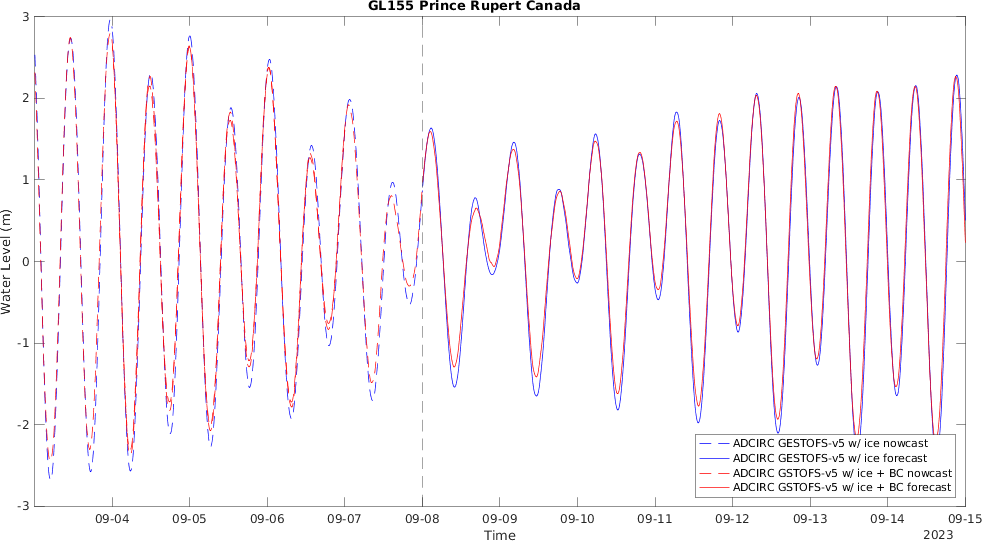 GL155 Prince Rupert Canada
3
2
1
0
-1
-2
-3
Water Level (m)
09-04 09-05 09-06 09-07 09-08 09-09 09-10 09-11 09-12 09-13 09-14 09-15
Time
2023
ADCIRC GESTOFS-v5 w/ ice nowcast
ADCIRC GESTOFS-v5 w/ ice forecast
ADCIRC GSTOFS-v5 w/ ice + BC nowcast
ADCIRC GSTOFS-v5 w/ ice + BC forecast